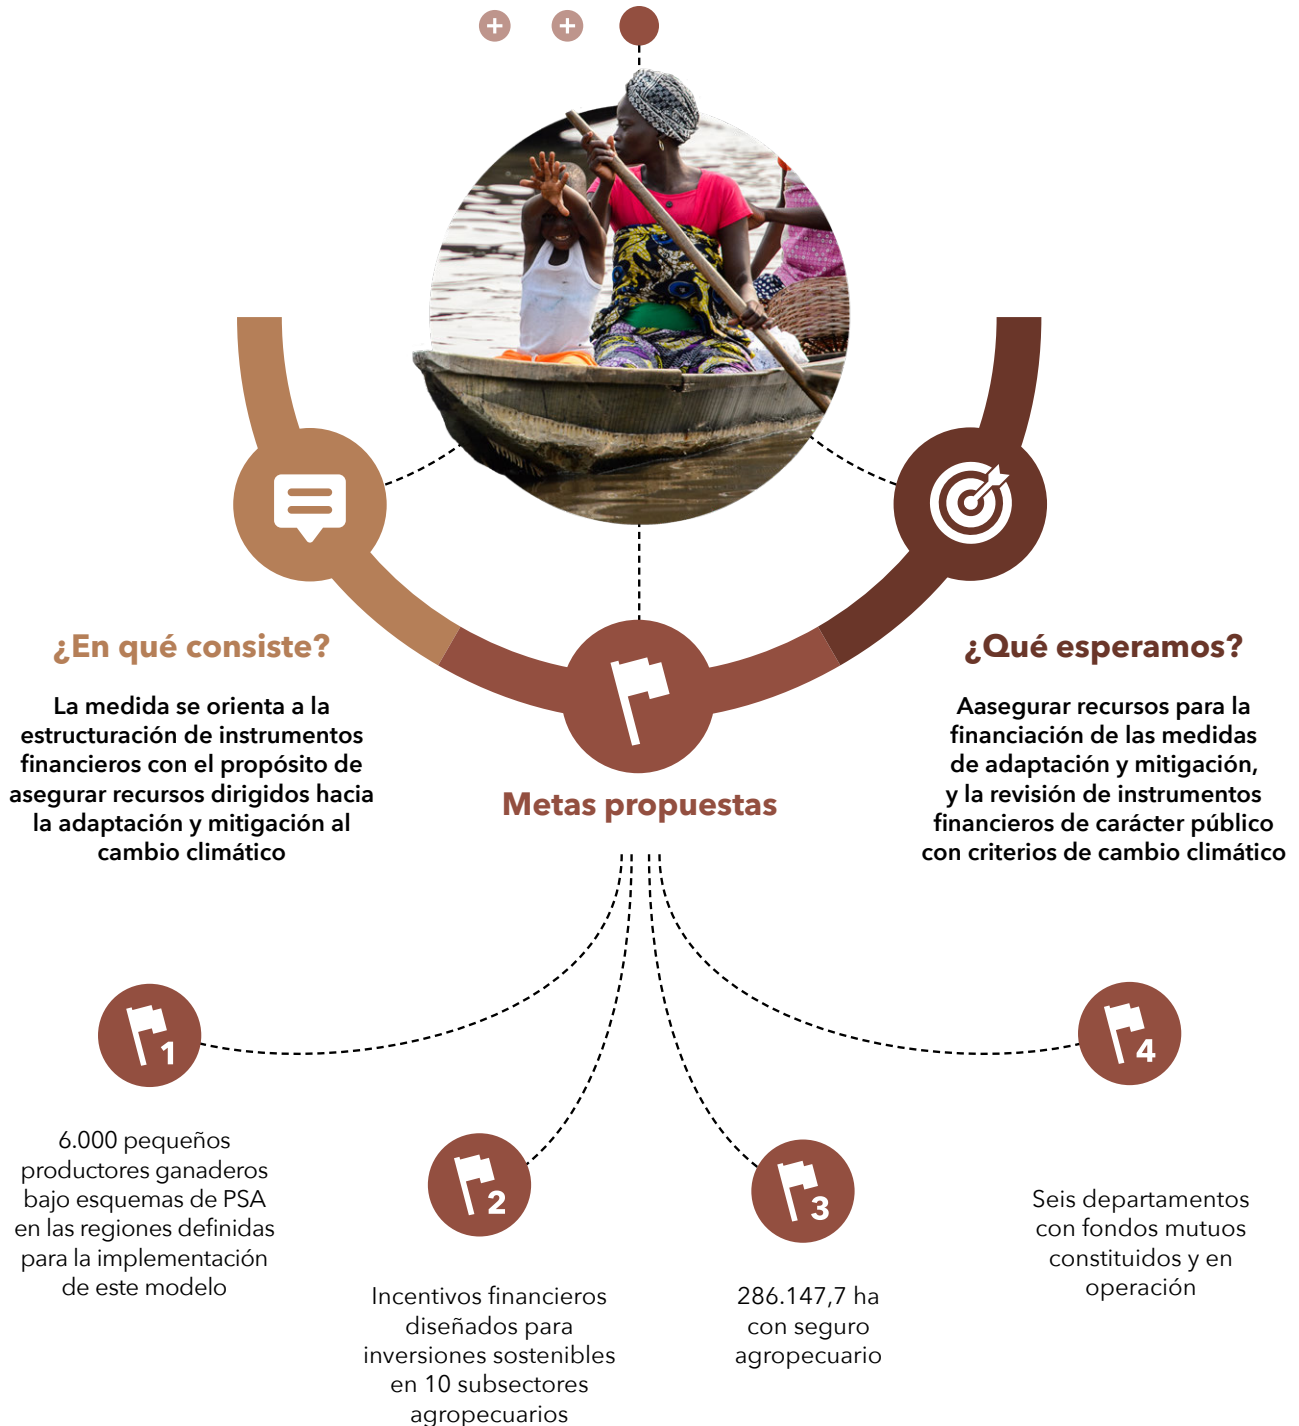 ¿En qué consiste?
La medida se orienta a la
estructuración de instrumentos
financieros con el propósito de
asegurar recursos dirigidos hacia
la adaptación y mitigación al
cambio climático
Metas propuestas
¿Qué esperamos?
Aasegurar recursos para la
financiación de las medidas
de adaptación y mitigación,
y la revisión de instrumentos
financieros de carácter público
con criterios de cambio climático
1
6.000 pequeños
productores ganaderos
bajo esquemas de PSA
en las regiones definidas
para la implementación
de este modelo
2
Incentivos financieros
diseñados para
inversiones sostenibles
en 10 subsectores
agropecuarios
3
286.147,7 ha
con seguro
agropecuario
4
Seis departamentos
con fondos mutuos
constituidos y en
operación